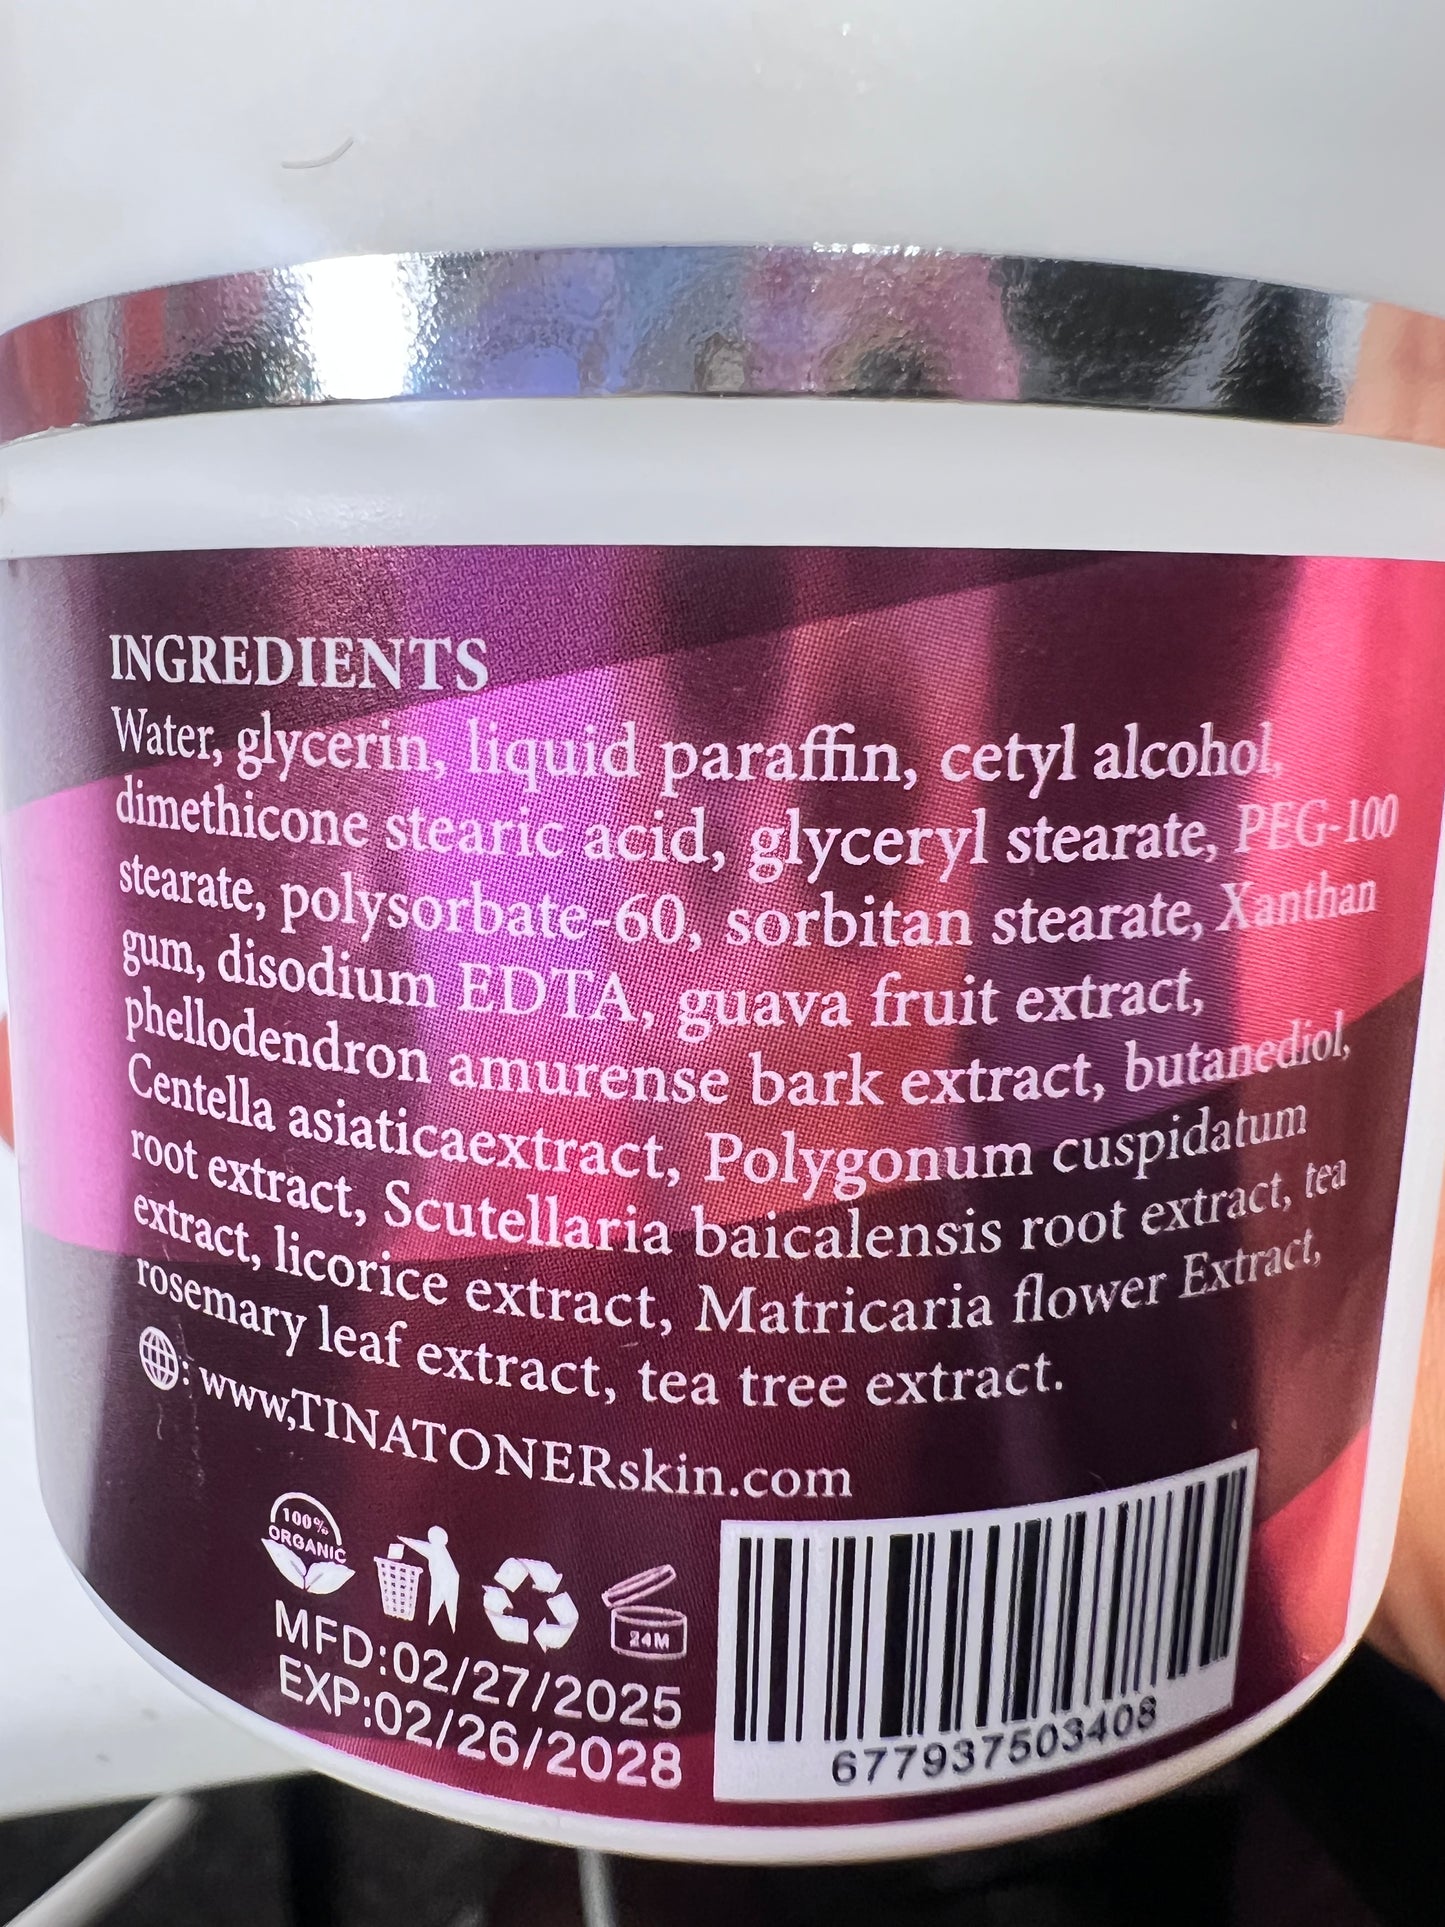 INGREDIENTS
Water, glycerin, liquid paraffin, cetyl alcohol,
dimethicone stearic acid, glyceryl stearate, PEG-100
stearate, polysorbate-60, sorbitan stearate, Xanthan
gum, disodium EDTA, guava fruit extract,
phellodendron amurense bark extract, butanediol,
Centella asiaticaextract, Polygonum cuspidatum
root extract, Scutellaria baicalensis root extract, tea
extract, licorice extract, Matricaria flower Extract,
rosemary leaf extract, tea tree extract.
: www,TINATONERskin.com
100%
ORGANIC
24M
MFD:02/27/2025
EXP:02/26/2028
677937503408